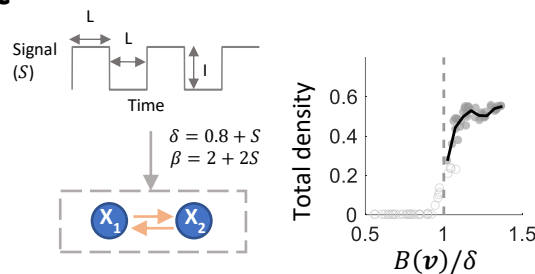 L
L
Signal
(S)
I
Time
δ = 0.8 + S
β = 2 + 2S
X1
X2
Total density
0.6
0.4
0.2
0
0.5
1
1.5
B(v)/δ